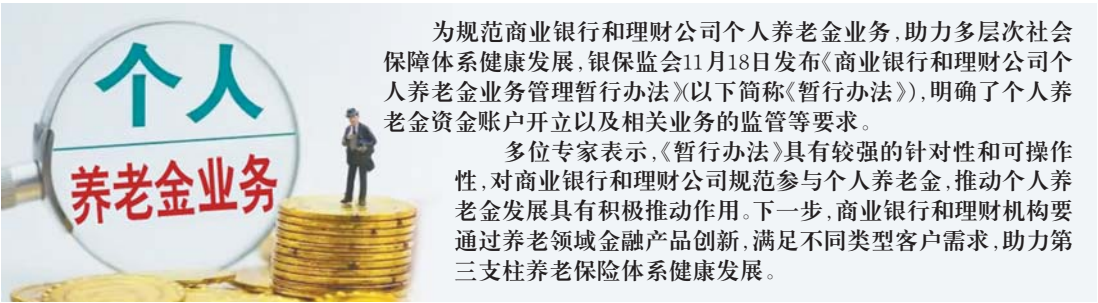 个人
养老金业务
为规范商业银行和理财公司个人养老金业务,助力多层次社会
保障体系健康发展,银保监会11月18日发布《商业银行和理财公司个
人养老金业务管理暂行办法》(以下简称《暂行办法》),明确了个人养
老金资金账户开立以及相关业务的监管等要求。
多位专家表示,《暂行办法》具有较强的针对性和可操作
性,对商业银行和理财公司规范参与个人养老金,推动个人养
老金发展具有积极推动作用。下一步,商业银行和理财机构要
通过养老领域金融产品创新,满足不同类型客户需求,助力第
三支柱养老保险体系健康发展。